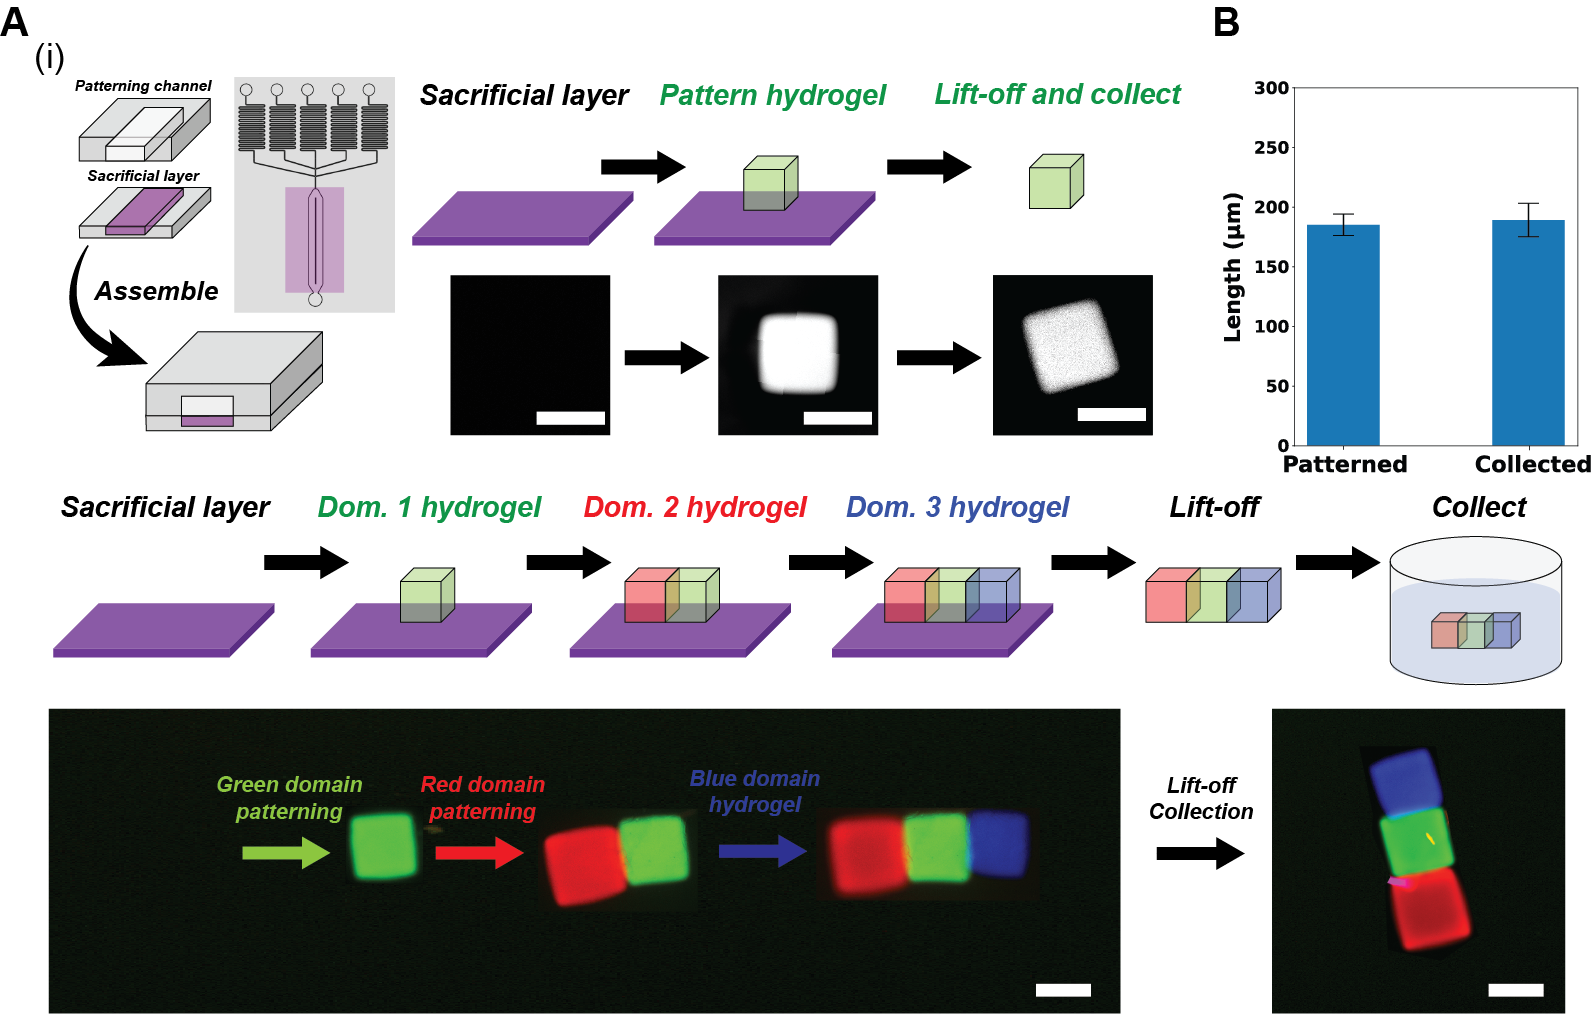 A
(i)
Patterning channel
Sacrificial layer
Assemble
Sacrificial layer
Pattern hydrogel
Lift-off and collect
B
300
250
200
150
100
50
0
Length (μm)
Patterned
Collected
Sacrificial layer
Dom. 1 hydrogel
Dom. 2 hydrogel
Dom. 3 hydrogel
Lift-off
Collect
Green domain
patterning
Red domain
patterning
Blue domain
hydrogel
Lift-off
Collection